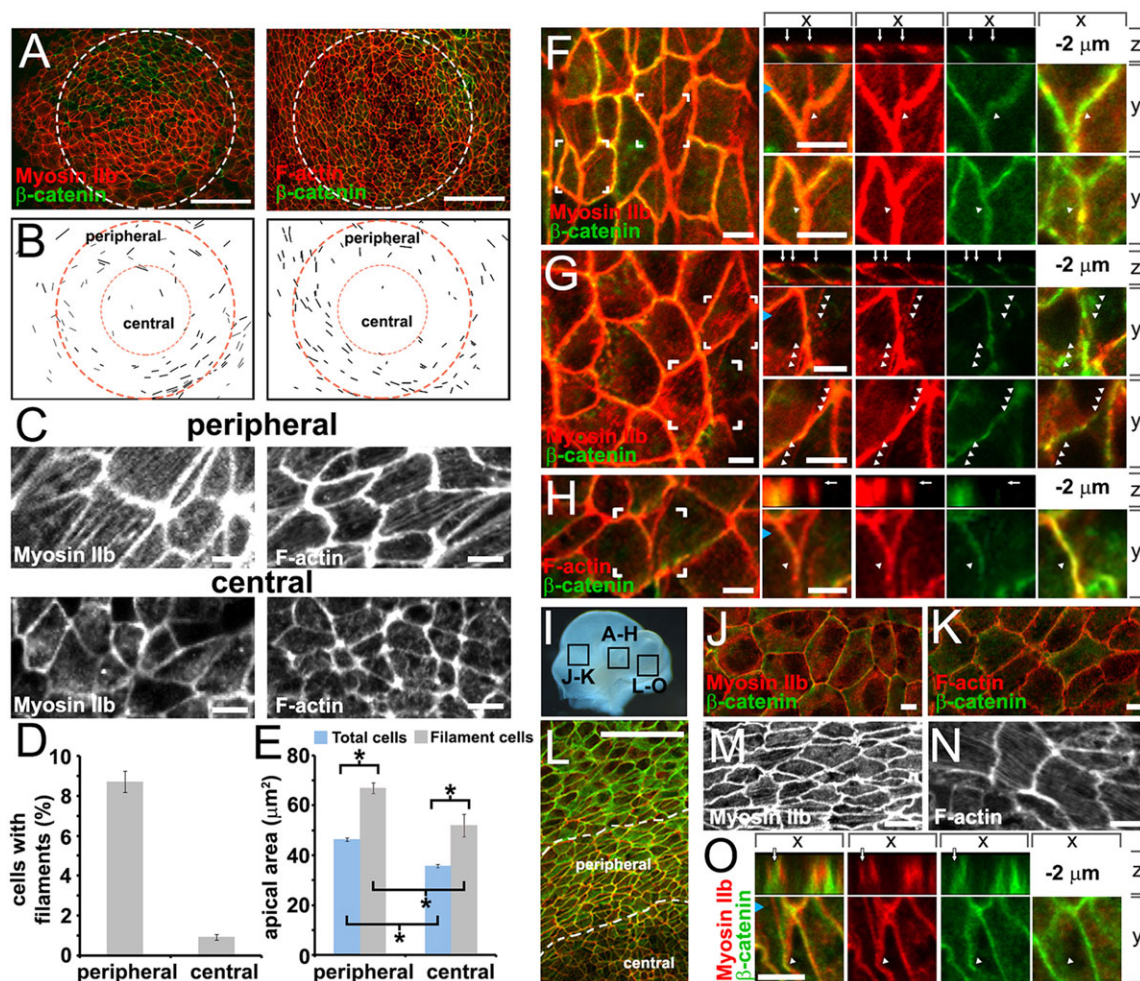 A
Myosin IIb
β-catenin
F-actin
β-catenin
B
peripheral
central
peripheral
central
C
peripheral
Myosin IIb
F-actin
central
Myosin IIb
F-actin
D
cells with
filaments (%)
10
8
6
4
2
0
peripheral
central
E
Total cells
Filament cells
apical area (μm²)
80
60
40
20
0
*
*
*
*
peripheral
central
F
Myosin IIb
β-catenin
x
x
x
x
-2 μm
z
y
y
G
Myosin IIb
β-catenin
-2 μm
z
y
y
H
F-actin
β-catenin
-2 μm
z
y
I
A-H
J-K
L-O
J
Myosin IIb
β-catenin
K
F-actin
β-catenin
L
peripheral
central
M
Myosin IIb
N
F-actin
O
Myosin IIb
β-catenin
x
x
x
x
-2 μm
z
y